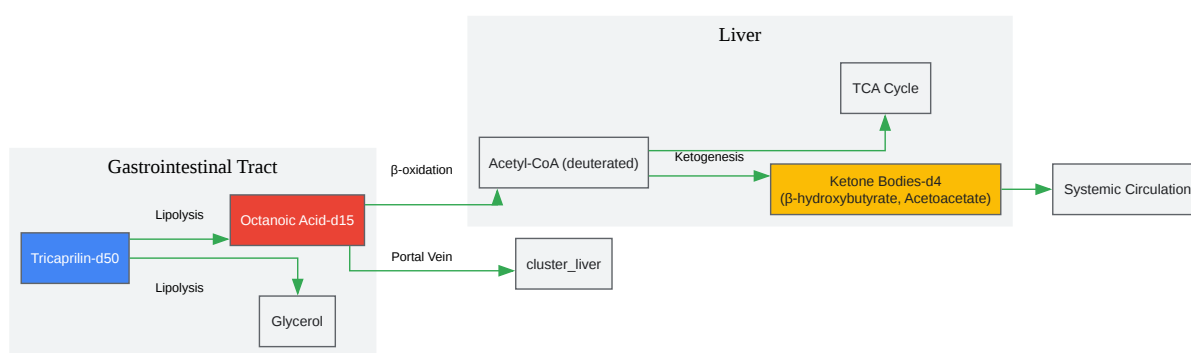 Liver
TCA Cycle
Gastrointestinal Tract
β-oxidation
Acetyl-CoA (deuterated)
Ketogenesis
Ketone Bodies-d4
(β-hydroxybutyrate, Acetoacetate)
Systemic Circulation
Lipolysis
Octanoic Acid-d15
Tricaprilin-d50
Portal Vein
cluster_liver
Lipolysis
Glycerol